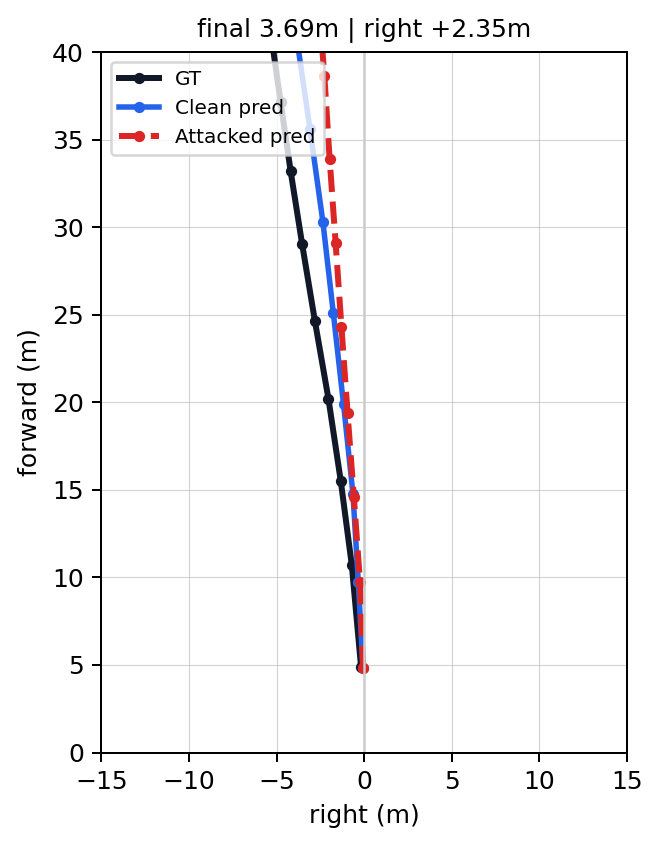 final 3.69m | right +2.35m
GT
Clean pred
Attacked pred
40
35
30
25
20
15
10
5
0
forward (m)
−15 −10 −5 0 5 10 15
right (m)